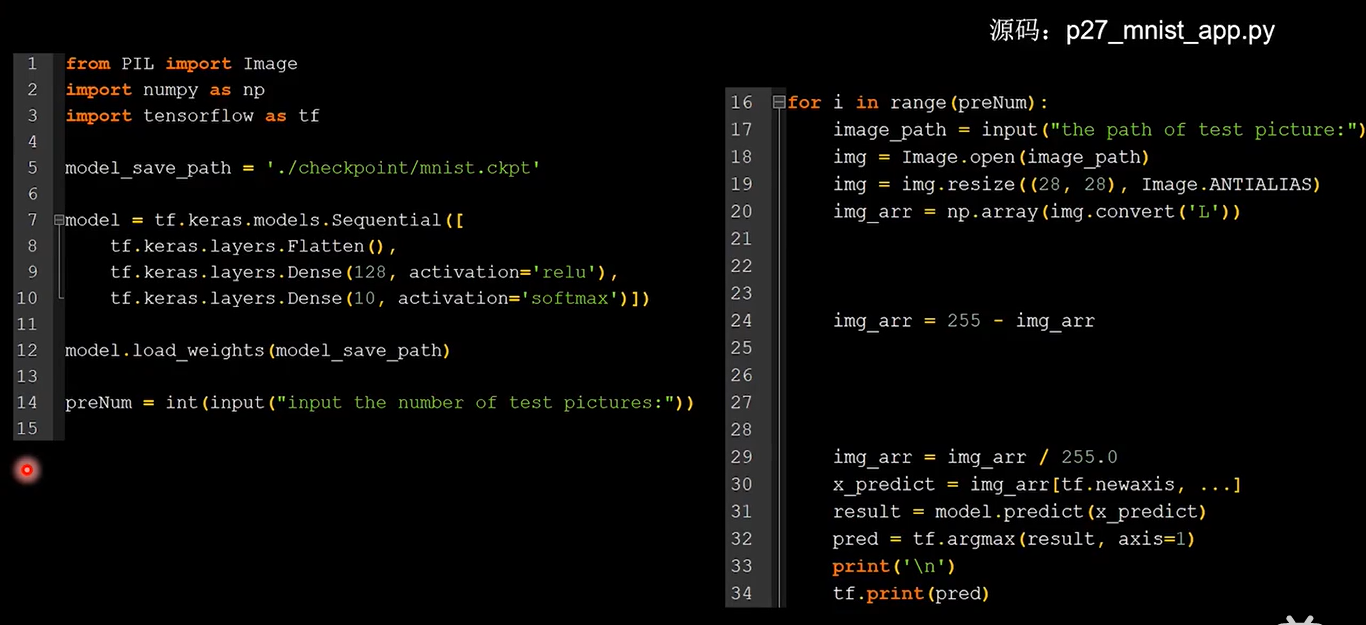 源码：p27_mnist_app.py
1 from PIL import Image
2 import numpy as np
3 import tensorflow as tf
4
5 model_save_path = './checkpoint/mnist.ckpt'
6
7 model = tf.keras.models.Sequential([
8 tf.keras.layers.Flatten(),
9 tf.keras.layers.Dense(128, activation='relu'),
10 tf.keras.layers.Dense(10, activation='softmax')])
11
12 model.load_weights(model_save_path)
13
14 preNum = int(input("input the number of test pictures:"))
15
16 for i in range(preNum):
17 image_path = input("the path of test picture:")
18 img = Image.open(image_path)
19 img = img.resize((28, 28), Image.ANTIALIAS)
20 img_arr = np.array(img.convert('L'))
21
22
23
24 img_arr = 255 - img_arr
25
26
27
28
29 img_arr = img_arr / 255.0
30 x_predict = img_arr[tf.newaxis, ...]
31 result = model.predict(x_predict)
32 pred = tf.argmax(result, axis=1)
33 print('\n')
34 tf.print(pred)